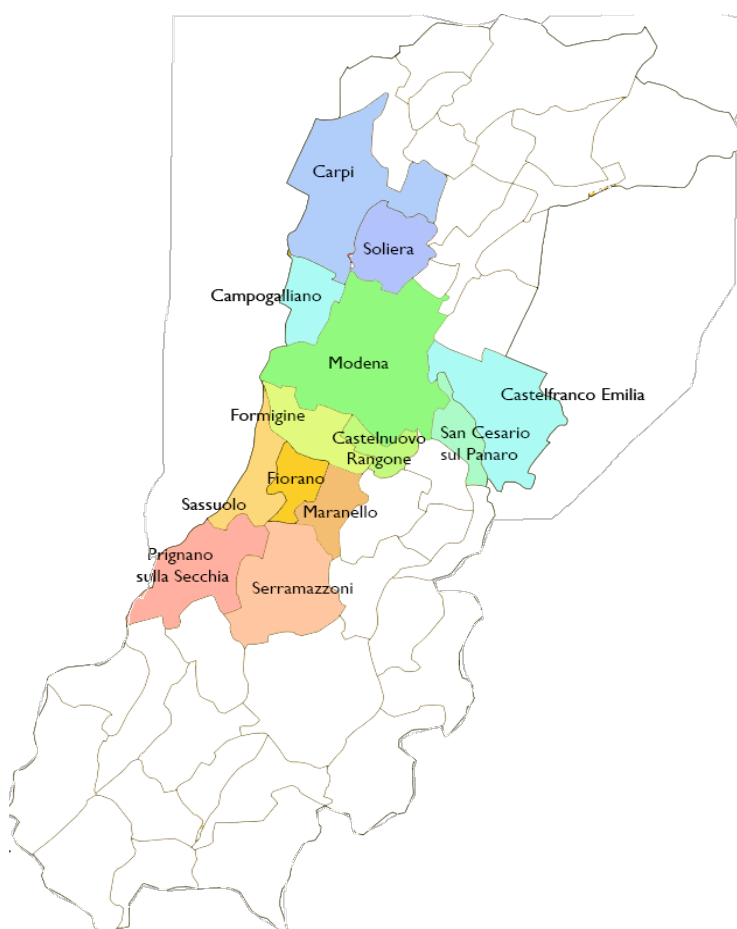 Carpi
Soliera
Campogalliano
Modena
Castelfranco Emilia
Formigine
Castelnuovo
Rangone
San Cesario
sul Panaro
Fiorano
Sassuolo
Maranello
Prignano
sulla Secchia
Serramazzoni